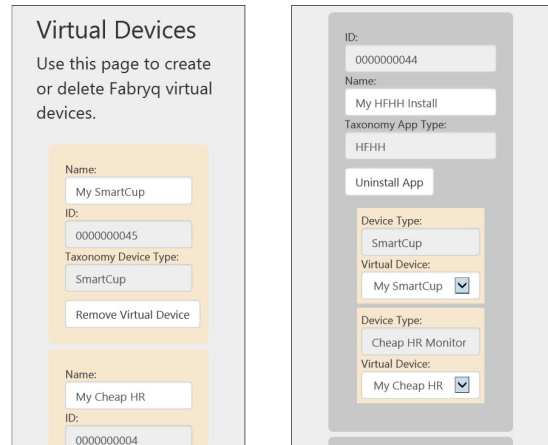 Virtual Devices
Use this page to create
or delete Fabryq virtual
devices.
Name:
My SmartCup
ID:
0000000045
Taxonomy Device Type:
SmartCup
Remove Virtual Device
Name:
My Cheap HR
ID:
0000000004
ID:
0000000044
Name:
My HFHH Install
Taxonomy App Type:
HFHH
Uninstall App
Device Type:
SmartCup
Virtual Device:
My SmartCup
Device Type:
Cheap HR Monitor
Virtual Device:
My Cheap HR